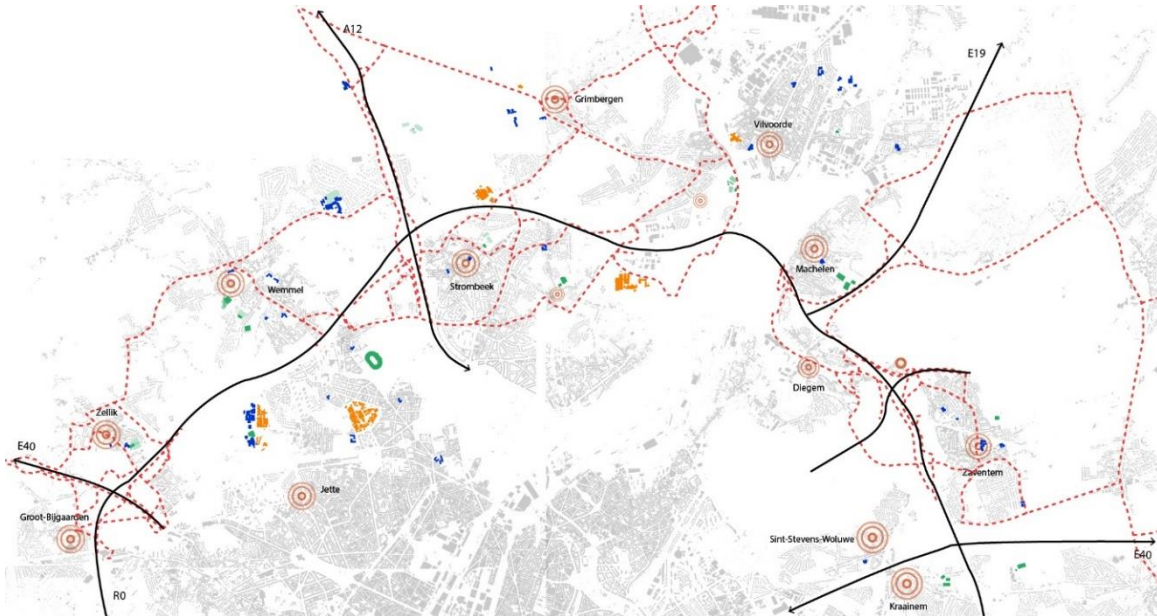 A12
E19
Grimbergen
Vilvoorde
Machelen
Wemmel
Strombeek
Diegem
Zellik
E40
Zaventem
Jette
Groot-Bijgaarden
Sint-Stevens-Woluwe
E40
Kraainem
R0